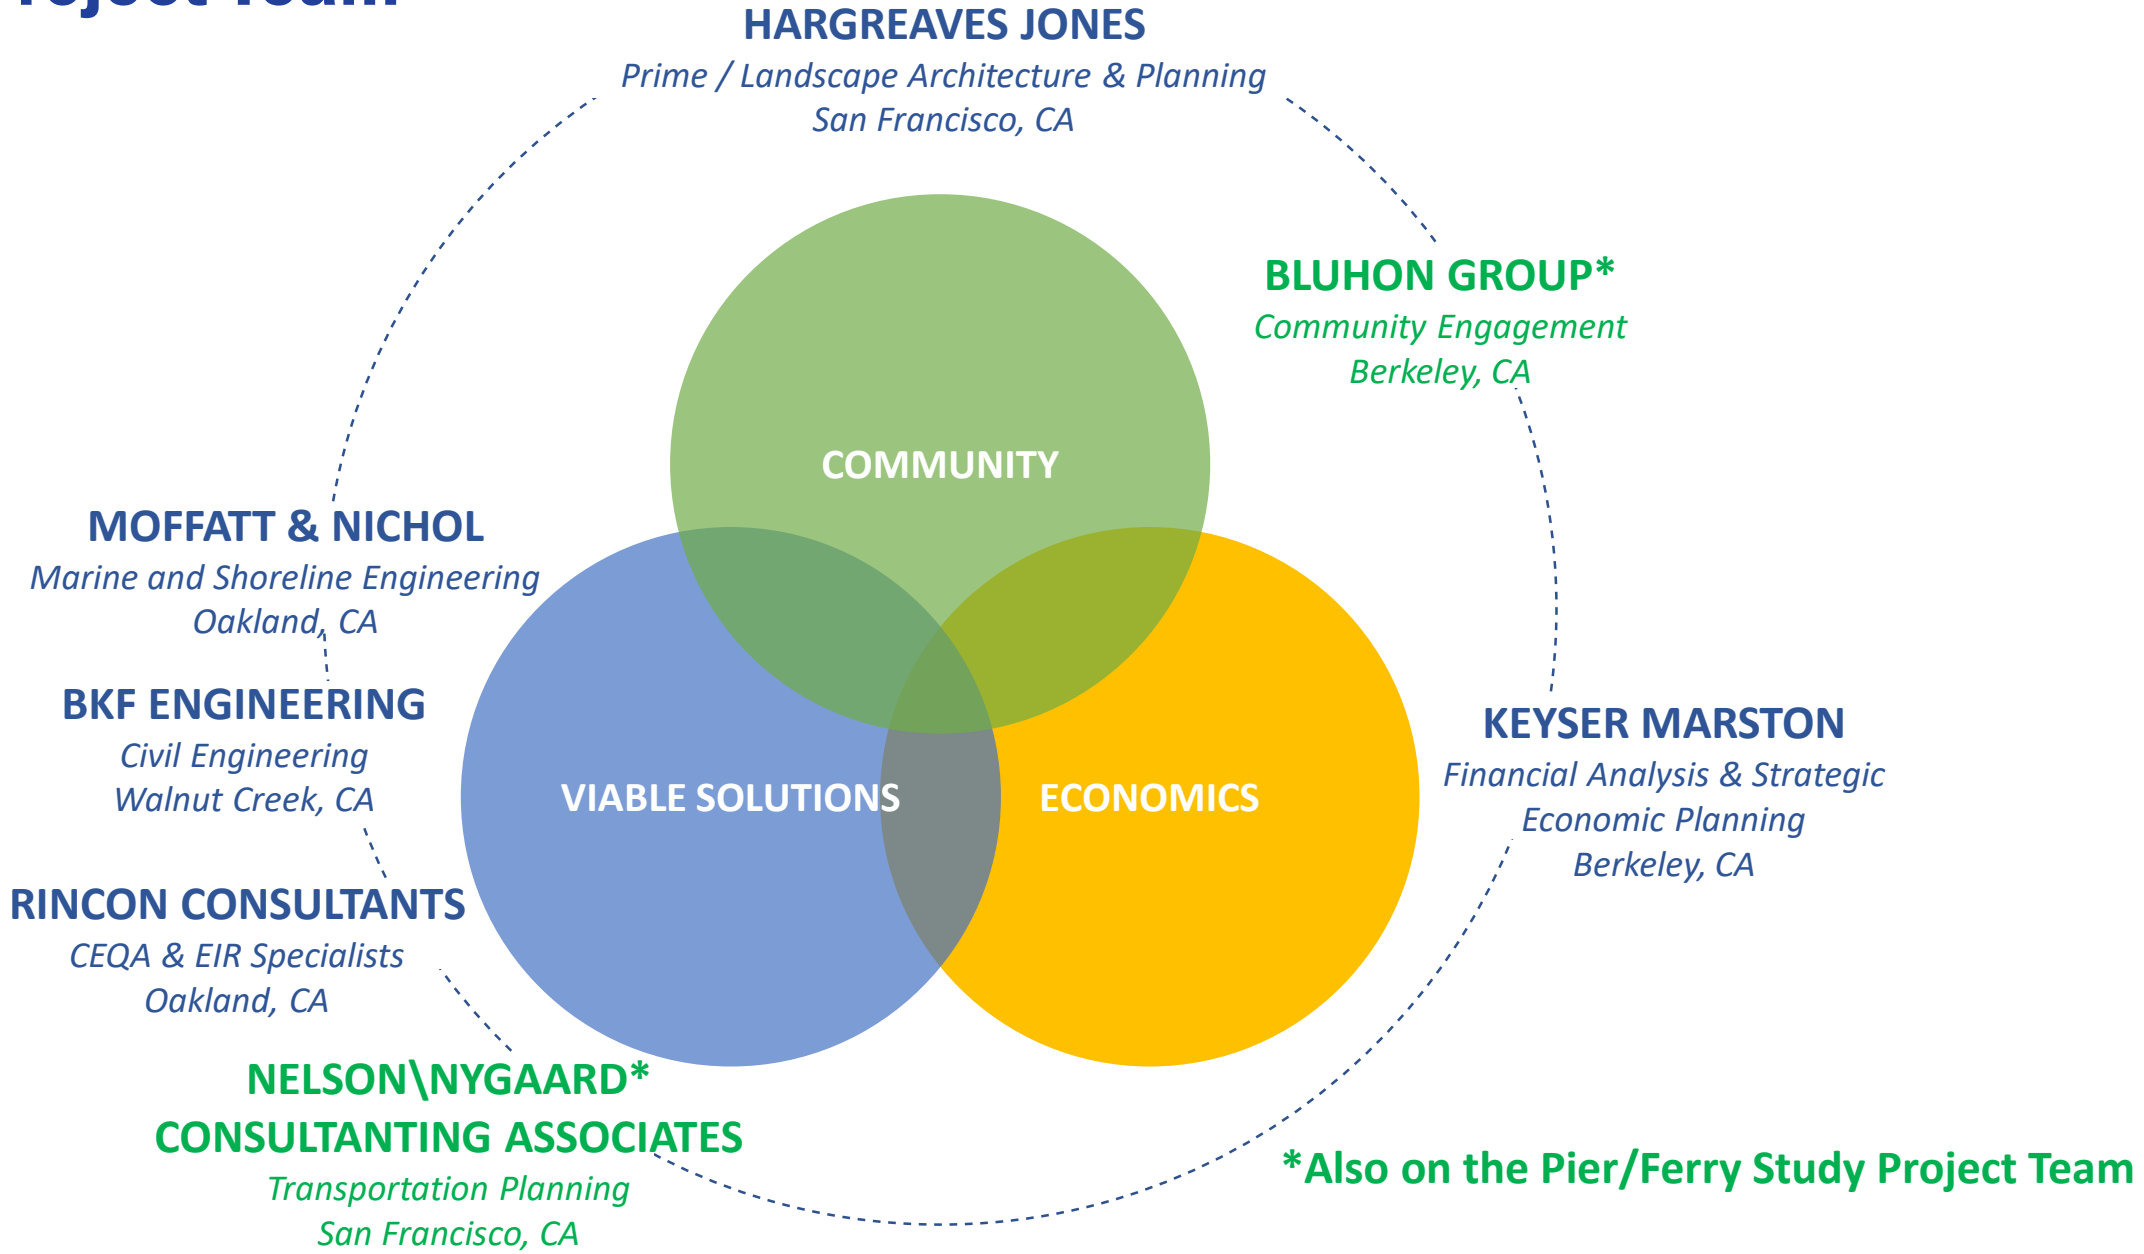 roject Team
HARGREAVES JONES
Prime / Landscape Architecture & Planning
San Francisco, CA
BLUHON GROUP*
Community Engagement
Berkeley, CA
COMMUNITY
MOFFATT & NICHOL
Marine and Shoreline Engineering
Oakland, CA
BKF ENGINEERING
Civil Engineering
Walnut Creek, CA
VIABLE SOLUTIONS
ECONOMICS
KEYSER MARSTON
Financial Analysis & Strategic
Economic Planning
Berkeley, CA
RINCON CONSULTANTS
CEQA & EIR Specialists
Oakland, CA
NELSON\NYGAARD*
CONSULTANTING ASSOCIATES
Transportation Planning
San Francisco, CA
*Also on the Pier/Ferry Study Project Team